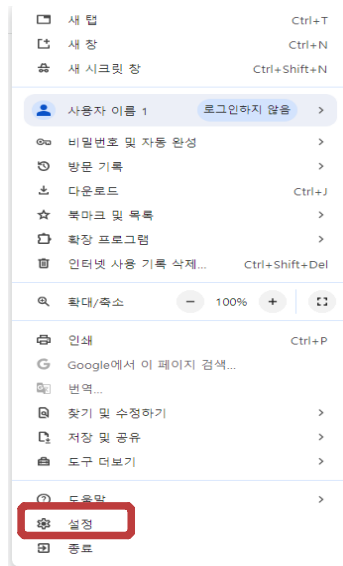 새 탭 Ctrl+T
새 창 Ctrl+N
새 시크릿 창 Ctrl+Shift+N
사용자 이름 1 로그인하지 않음
비밀번호 및 자동 완성
방문 기록
다운로드 Ctrl+J
북마크 및 목록
확장 프로그램
인터넷 사용 기록 삭제... Ctrl+Shift+Del
확대/축소 − 100% +
인쇄 Ctrl+P
G Google에서 이 페이지 검색...
번역...
찾기 및 수정하기
저장 및 공유
도구 더보기
도움말
설정
종료